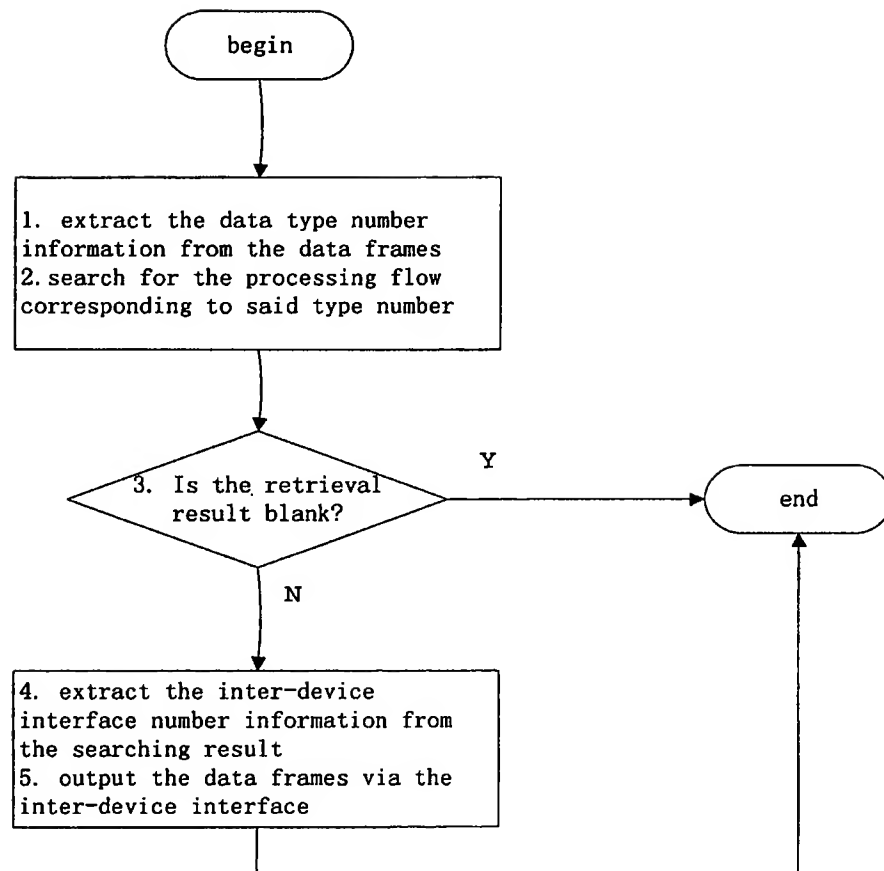 begin
1. extract the data type number
information from the data frames
2. search for the processing flow
corresponding to said type number
3. Is the retrieval
result blank?
Y
end
N
4. extract the inter-device
interface number information from
the searching result
5. output the data frames via the
inter-device interface